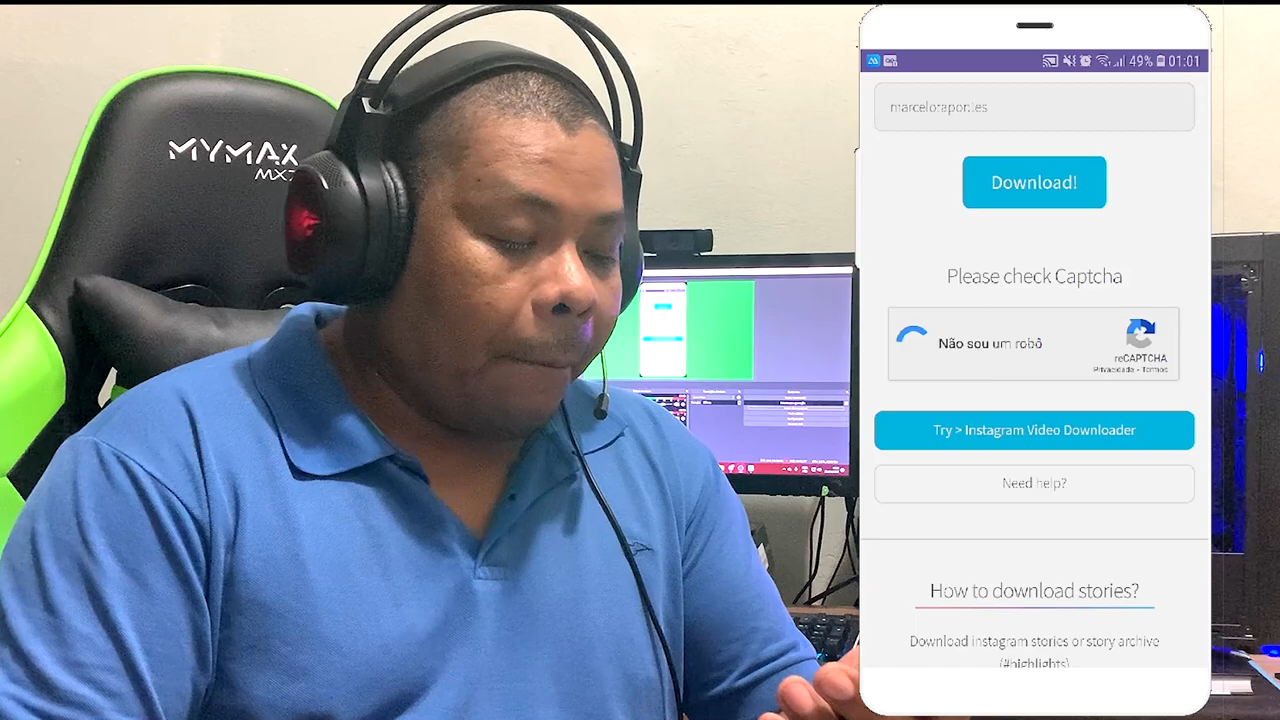 MYMAX
49% 01:01
Download!
Please check Captcha
Não sou um robô
reCAPTCHA
Privacidade - Termos
Try > Instagram Video Downloader
Need help?
How to download stories?
Download instagram stories or story archive
(#highlights)